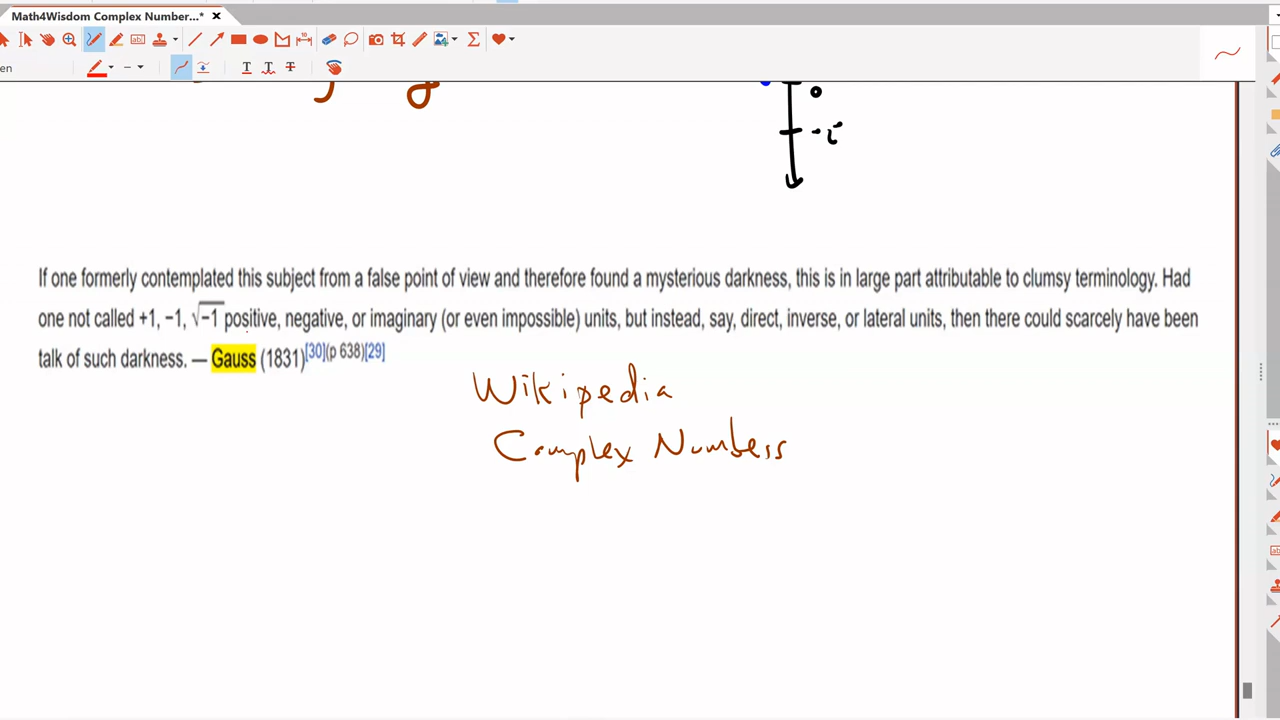 Math4Wisdom Complex Number...*
en
0
-i
If one formerly contemplated this subject from a false point of view and therefore found a mysterious darkness, this is in large part attributable to clumsy terminology. Had
one not called +1, −1, √−1 positive, negative, or imaginary (or even impossible) units, but instead, say, direct, inverse, or lateral units, then there could scarcely have been
talk of such darkness. — Gauss (1831)[30](p 638)[29]
Wikipedia
Complex Numbers